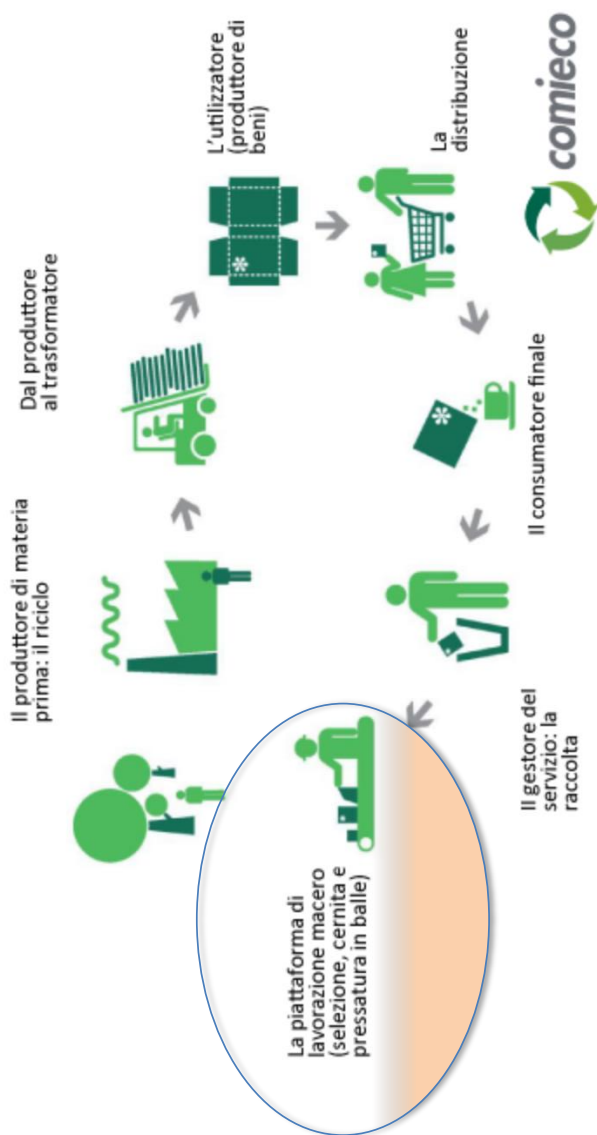 Il produttore di materia
prima: il riciclo
Dal produttore
al trasformatore
L'utilizzatore
(produttore di
beni)
La
distribuzione
Il consumatore finale
Il gestore del
servizio: la
raccolta
La piattaforma di
lavorazione macero
(selezione, cernita e
pressatura in balle)
comieco